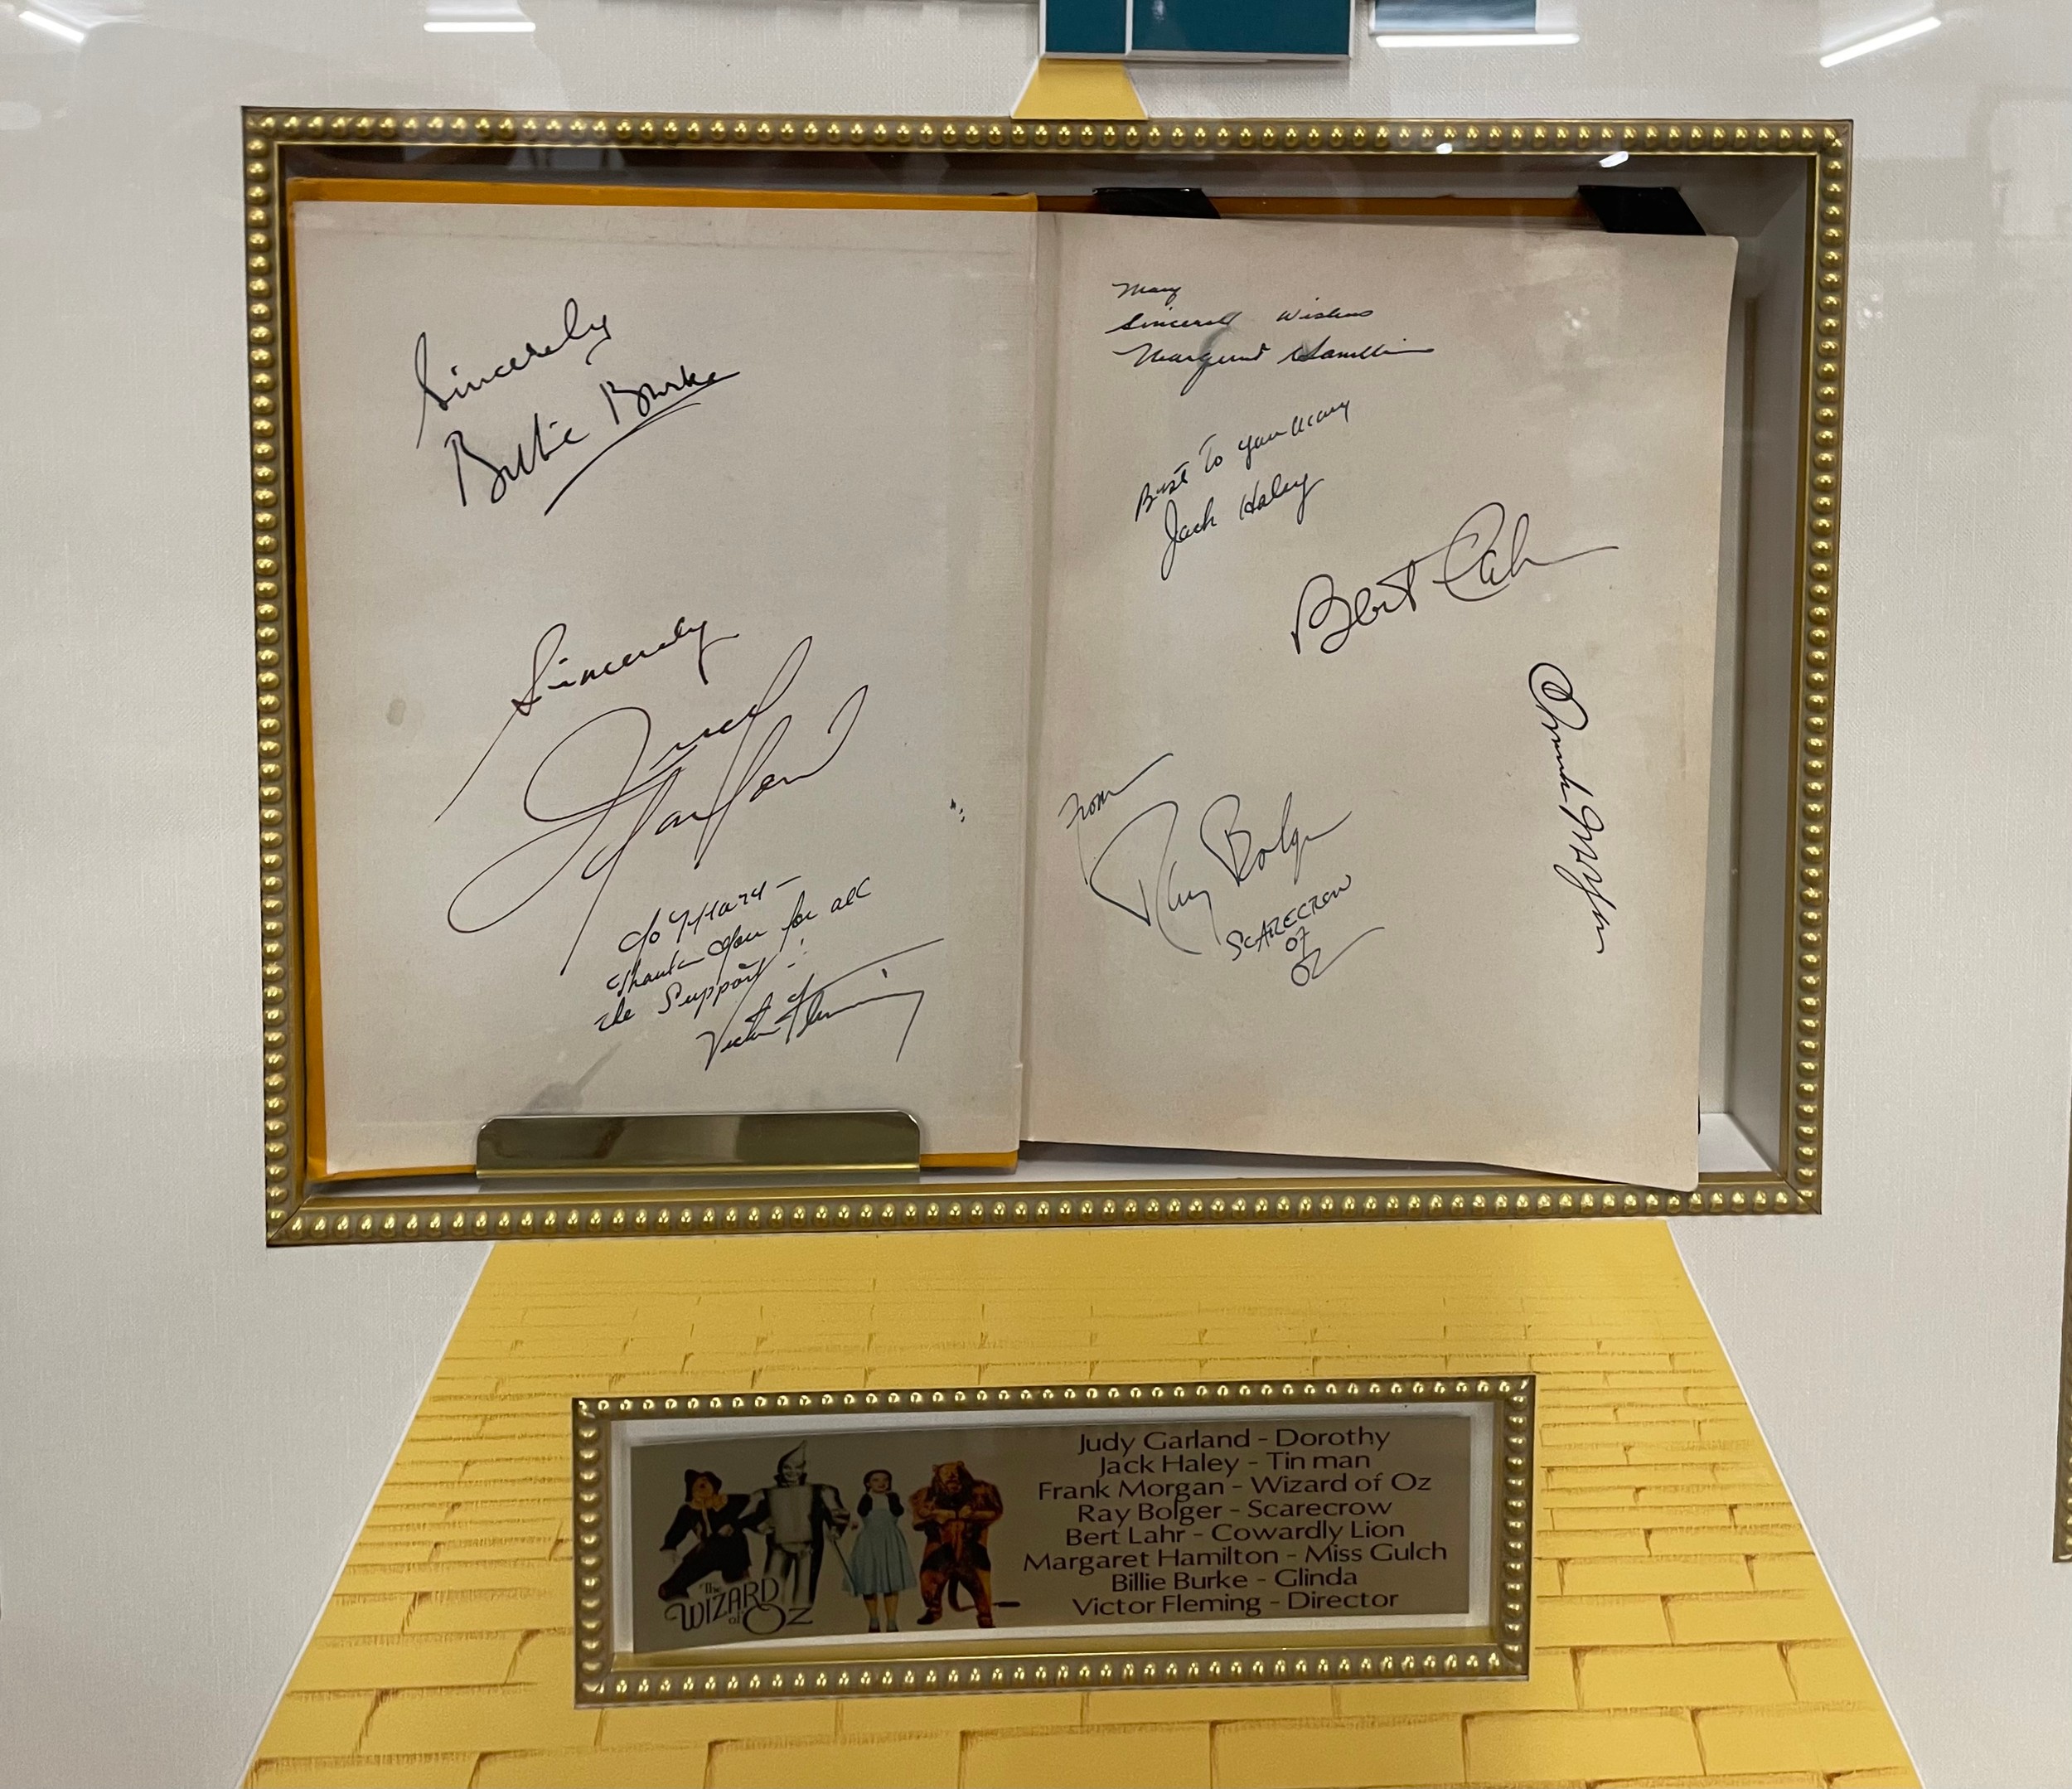 Sincerely
Billie Burke
Sincerely
Judy
Garland
To Mary —
Thank you for all
the Support!
Victor Fleming
Mary
Sincerest Wishes
Margaret Hamilton
Best To you Mary
Jack Haley
Bert Lahr
Frank Morgan
From
Ray Bolger
SCARECROW
OF
OZ
The
WIZARD
of OZ
Judy Garland - Dorothy
Jack Haley - Tin man
Frank Morgan - Wizard of Oz
Ray Bolger - Scarecrow
Bert Lahr - Cowardly Lion
Margaret Hamilton - Miss Gulch
Billie Burke - Glinda
Victor Fleming - Director